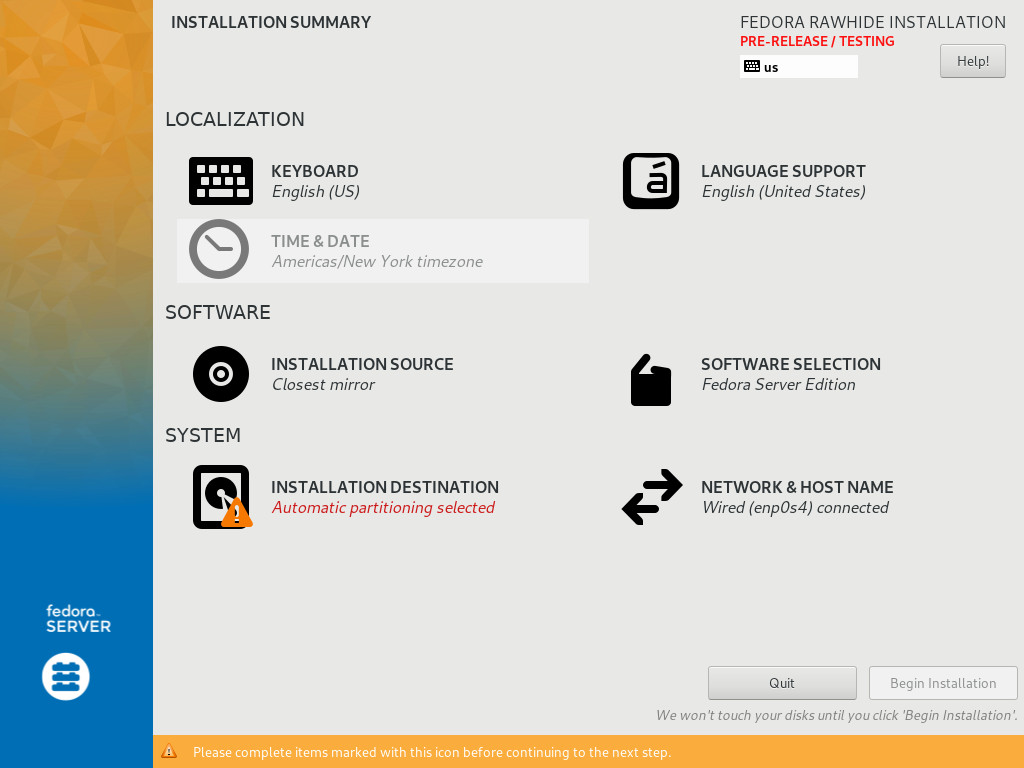 INSTALLATION SUMMARY
FEDORA RAWHIDE INSTALLATION
PRE-RELEASE / TESTING
us
Help!
LOCALIZATION
KEYBOARD
English (US)
LANGUAGE SUPPORT
English (United States)
TIME & DATE
Americas/New York timezone
SOFTWARE
INSTALLATION SOURCE
Closest mirror
SOFTWARE SELECTION
Fedora Server Edition
SYSTEM
INSTALLATION DESTINATION
Automatic partitioning selected
NETWORK & HOST NAME
Wired (enp0s4) connected
fedora™
SERVER
Quit
Begin Installation
We won't touch your disks until you click 'Begin Installation'.
Please complete items marked with this icon before continuing to the next step.